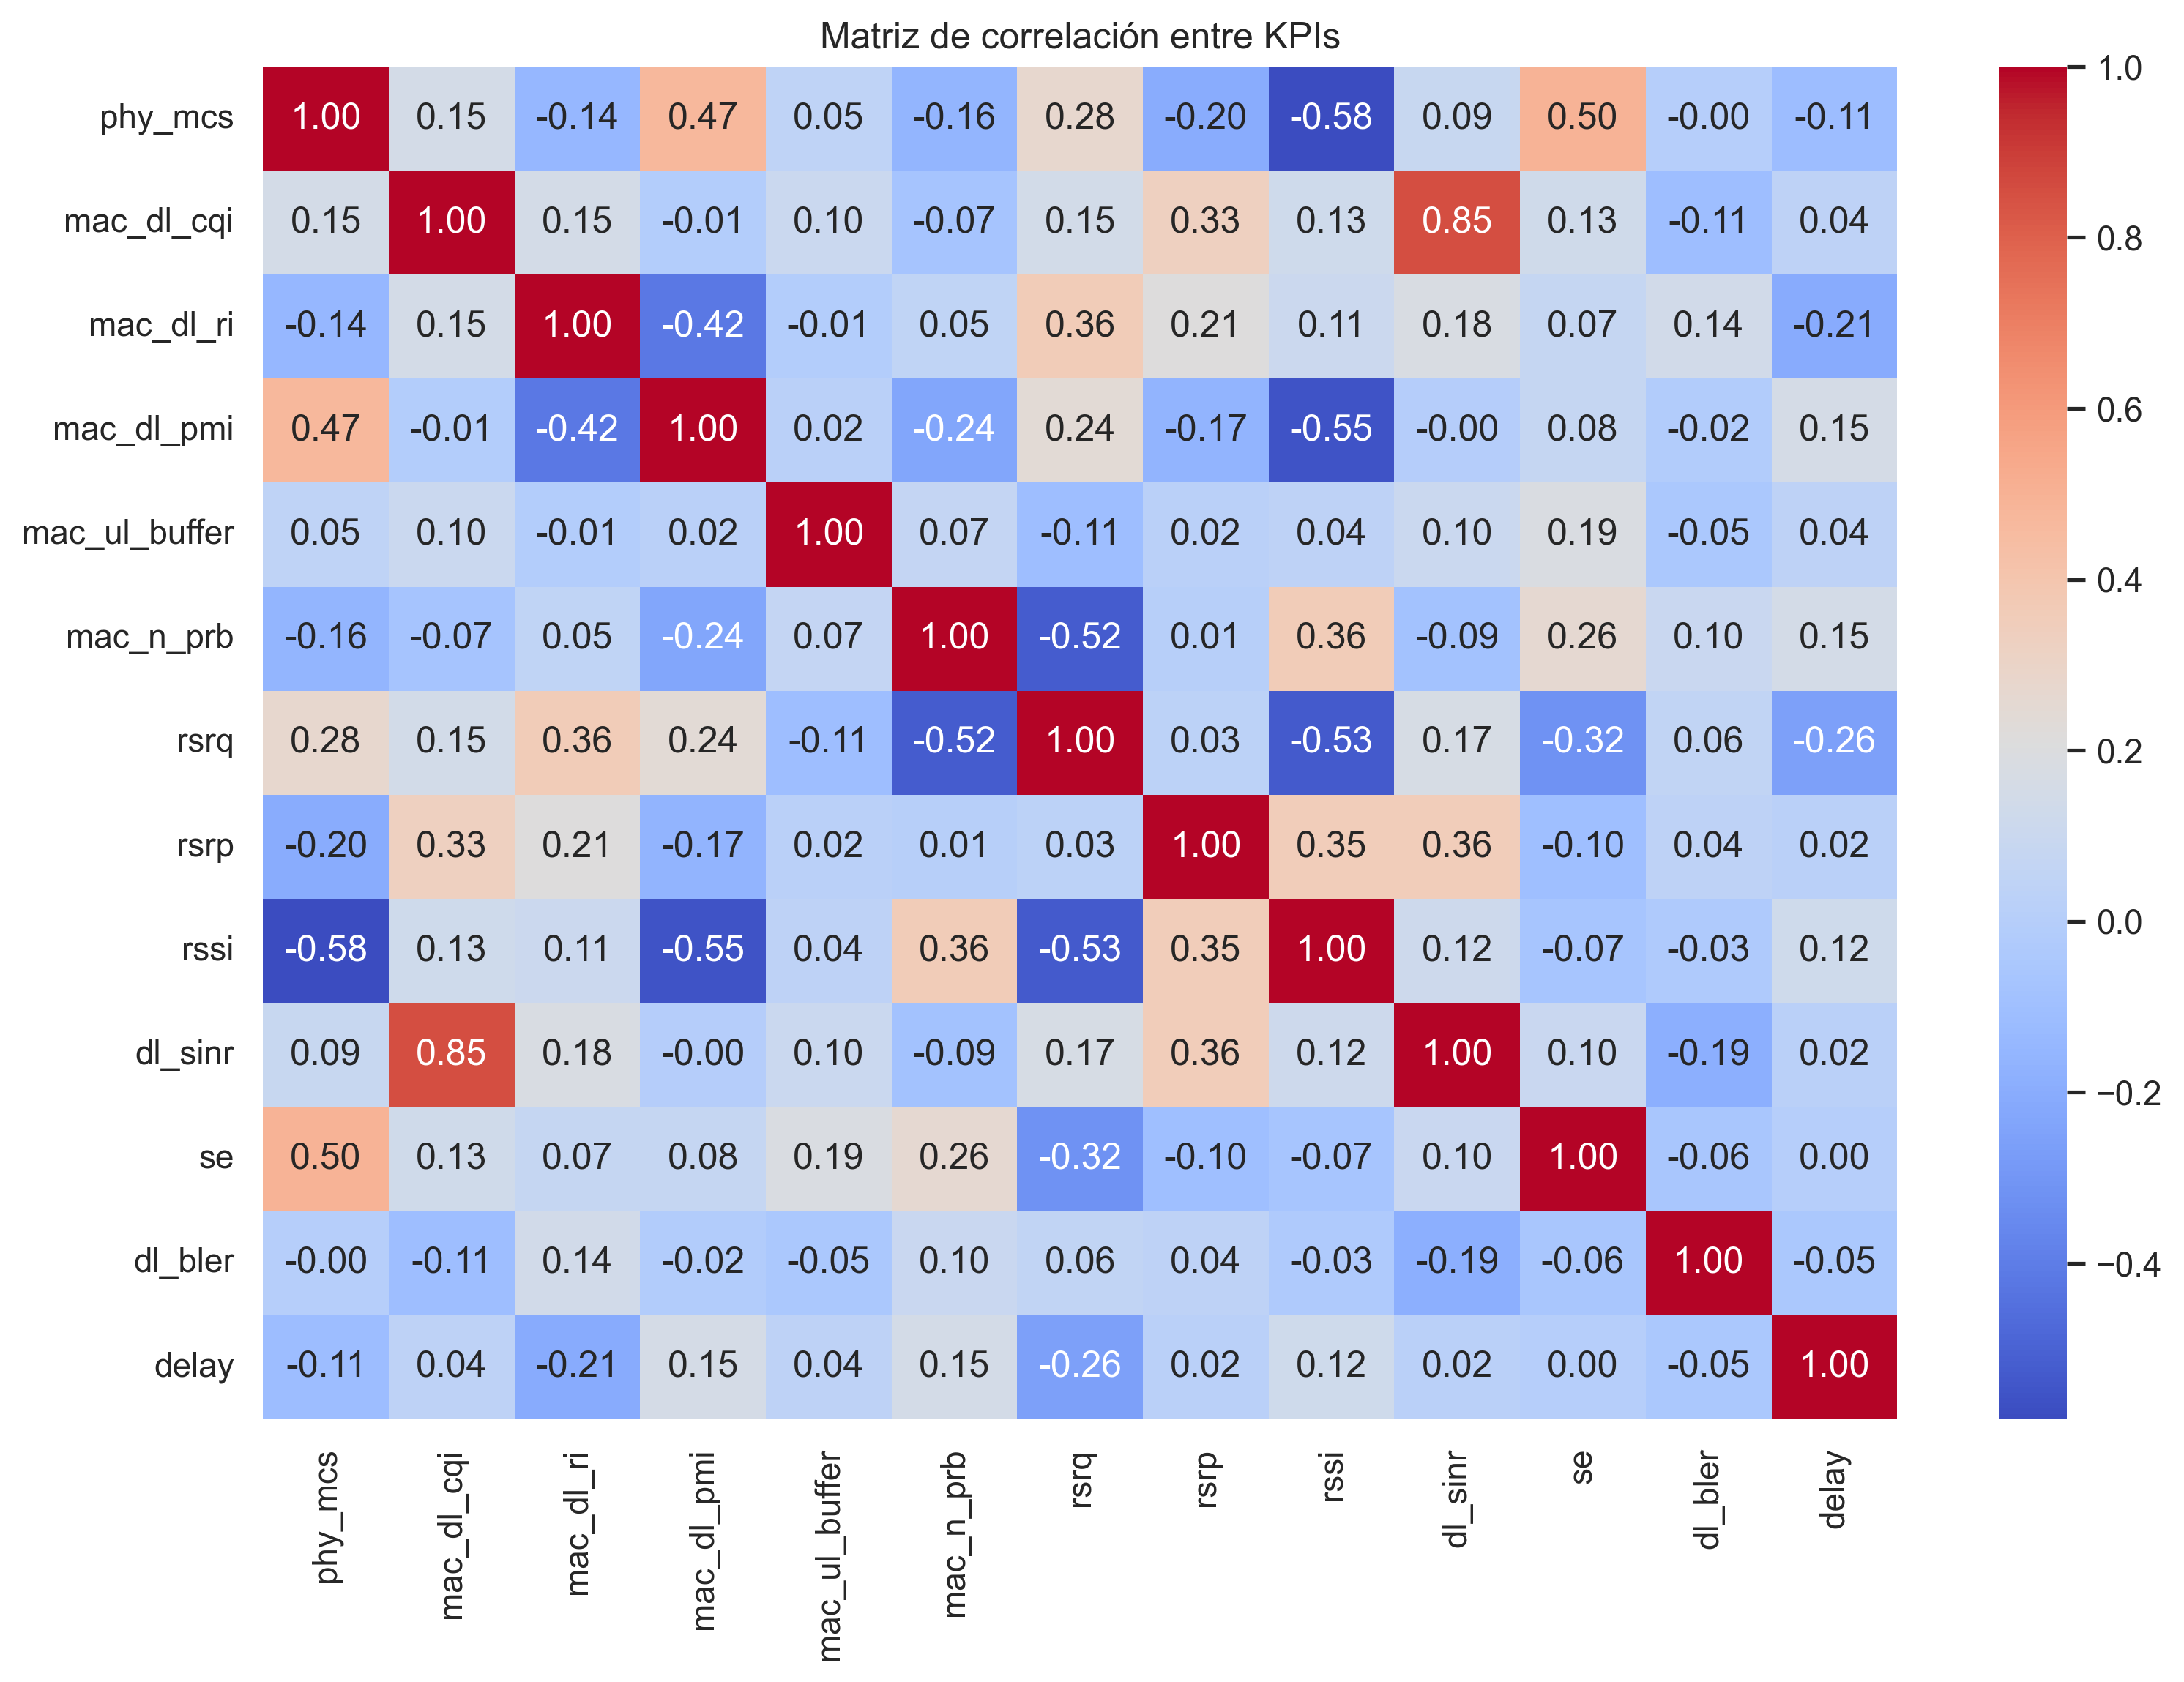 Matriz de correlación entre KPIs
phy_mcs 1.00 0.15 -0.14 0.47 0.05 -0.16 0.28 -0.20 -0.58 0.09 0.50 -0.00 -0.11
mac_dl_cqi 0.15 1.00 0.15 -0.01 0.10 -0.07 0.15 0.33 0.13 0.85 0.13 -0.11 0.04
mac_dl_ri -0.14 0.15 1.00 -0.42 -0.01 0.05 0.36 0.21 0.11 0.18 0.07 0.14 -0.21
mac_dl_pmi 0.47 -0.01 -0.42 1.00 0.02 -0.24 0.24 -0.17 -0.55 -0.00 0.08 -0.02 0.15
mac_ul_buffer 0.05 0.10 -0.01 0.02 1.00 0.07 -0.11 0.02 0.04 0.10 0.19 -0.05 0.04
mac_n_prb -0.16 -0.07 0.05 -0.24 0.07 1.00 -0.52 0.01 0.36 -0.09 0.26 0.10 0.15
rsrq 0.28 0.15 0.36 0.24 -0.11 -0.52 1.00 0.03 -0.53 0.17 -0.32 0.06 -0.26
rsrp -0.20 0.33 0.21 -0.17 0.02 0.01 0.03 1.00 0.35 0.36 -0.10 0.04 0.02
rssi -0.58 0.13 0.11 -0.55 0.04 0.36 -0.53 0.35 1.00 0.12 -0.07 -0.03 0.12
dl_sinr 0.09 0.85 0.18 -0.00 0.10 -0.09 0.17 0.36 0.12 1.00 0.10 -0.19 0.02
se 0.50 0.13 0.07 0.08 0.19 0.26 -0.32 -0.10 -0.07 0.10 1.00 -0.06 0.00
dl_bler -0.00 -0.11 0.14 -0.02 -0.05 0.10 0.06 0.04 -0.03 -0.19 -0.06 1.00 -0.05
delay -0.11 0.04 -0.21 0.15 0.04 0.15 -0.26 0.02 0.12 0.02 0.00 -0.05 1.00
phy_mcs mac_dl_cqi mac_dl_ri mac_dl_pmi mac_ul_buffer mac_n_prb rsrq rsrp rssi dl_sinr se dl_bler delay
1.0
0.8
0.6
0.4
0.2
0.0
−0.2
−0.4